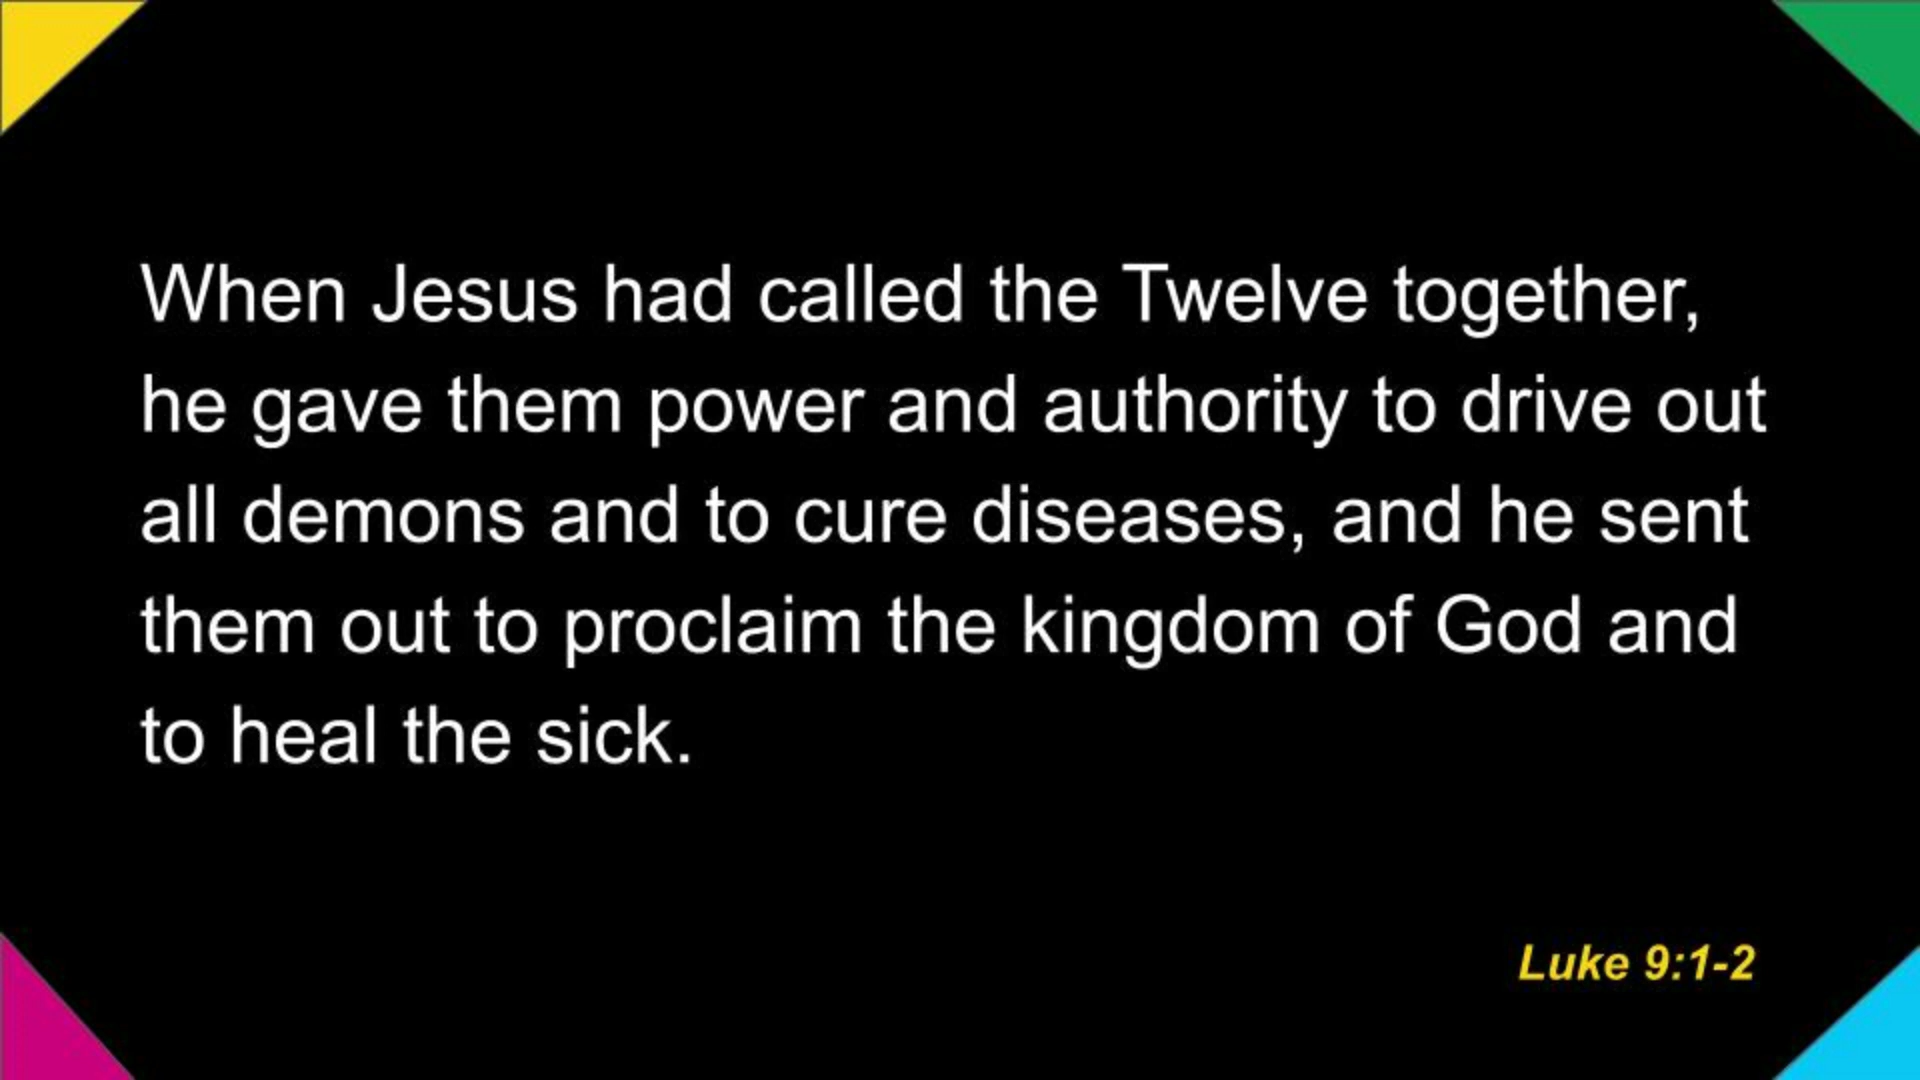 When Jesus had called the Twelve together,
he gave them power and authority to drive out
all demons and to cure diseases, and he sent
them out to proclaim the kingdom of God and
to heal the sick.
Luke 9:1-2